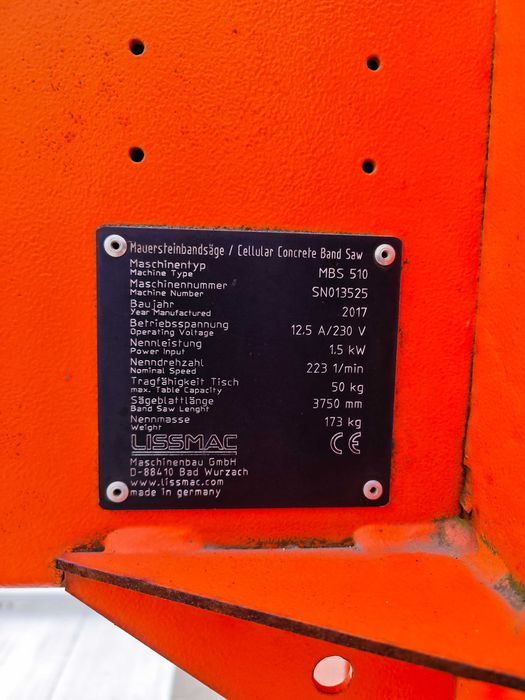 Mauersteinbandsäge / Cellular Concrete Band Saw
Maschinentyp
Machine Type MBS 510
Maschinennummer
Machine Number SN013525
Baujahr
Year Manufactured 2017
Betriebsspannung
Operating Voltage 12.5 A/230 V
Nennleistung
Power Input 1.5 kW
Nenndrehzahl
Nominal Speed 223 1/min
Tragfähigkeit Tisch
max. Table Capacity 50 kg
Sägeblattlänge
Band Saw Lenght 3750 mm
Nennmasse
Weight 173 kg
LISSMAC CE
Maschinenbau GmbH
D-88410 Bad Wurzach
www.lissmac.com
made in germany